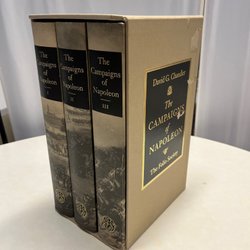 The
Campaigns
of
Napoleon
I
The
Campaigns
of
Napoleon
II
The
Campaigns
of
Napoleon
III
David G. Chandler
The
CAMPAIGNS
of
NAPOLEON
The Folio Society